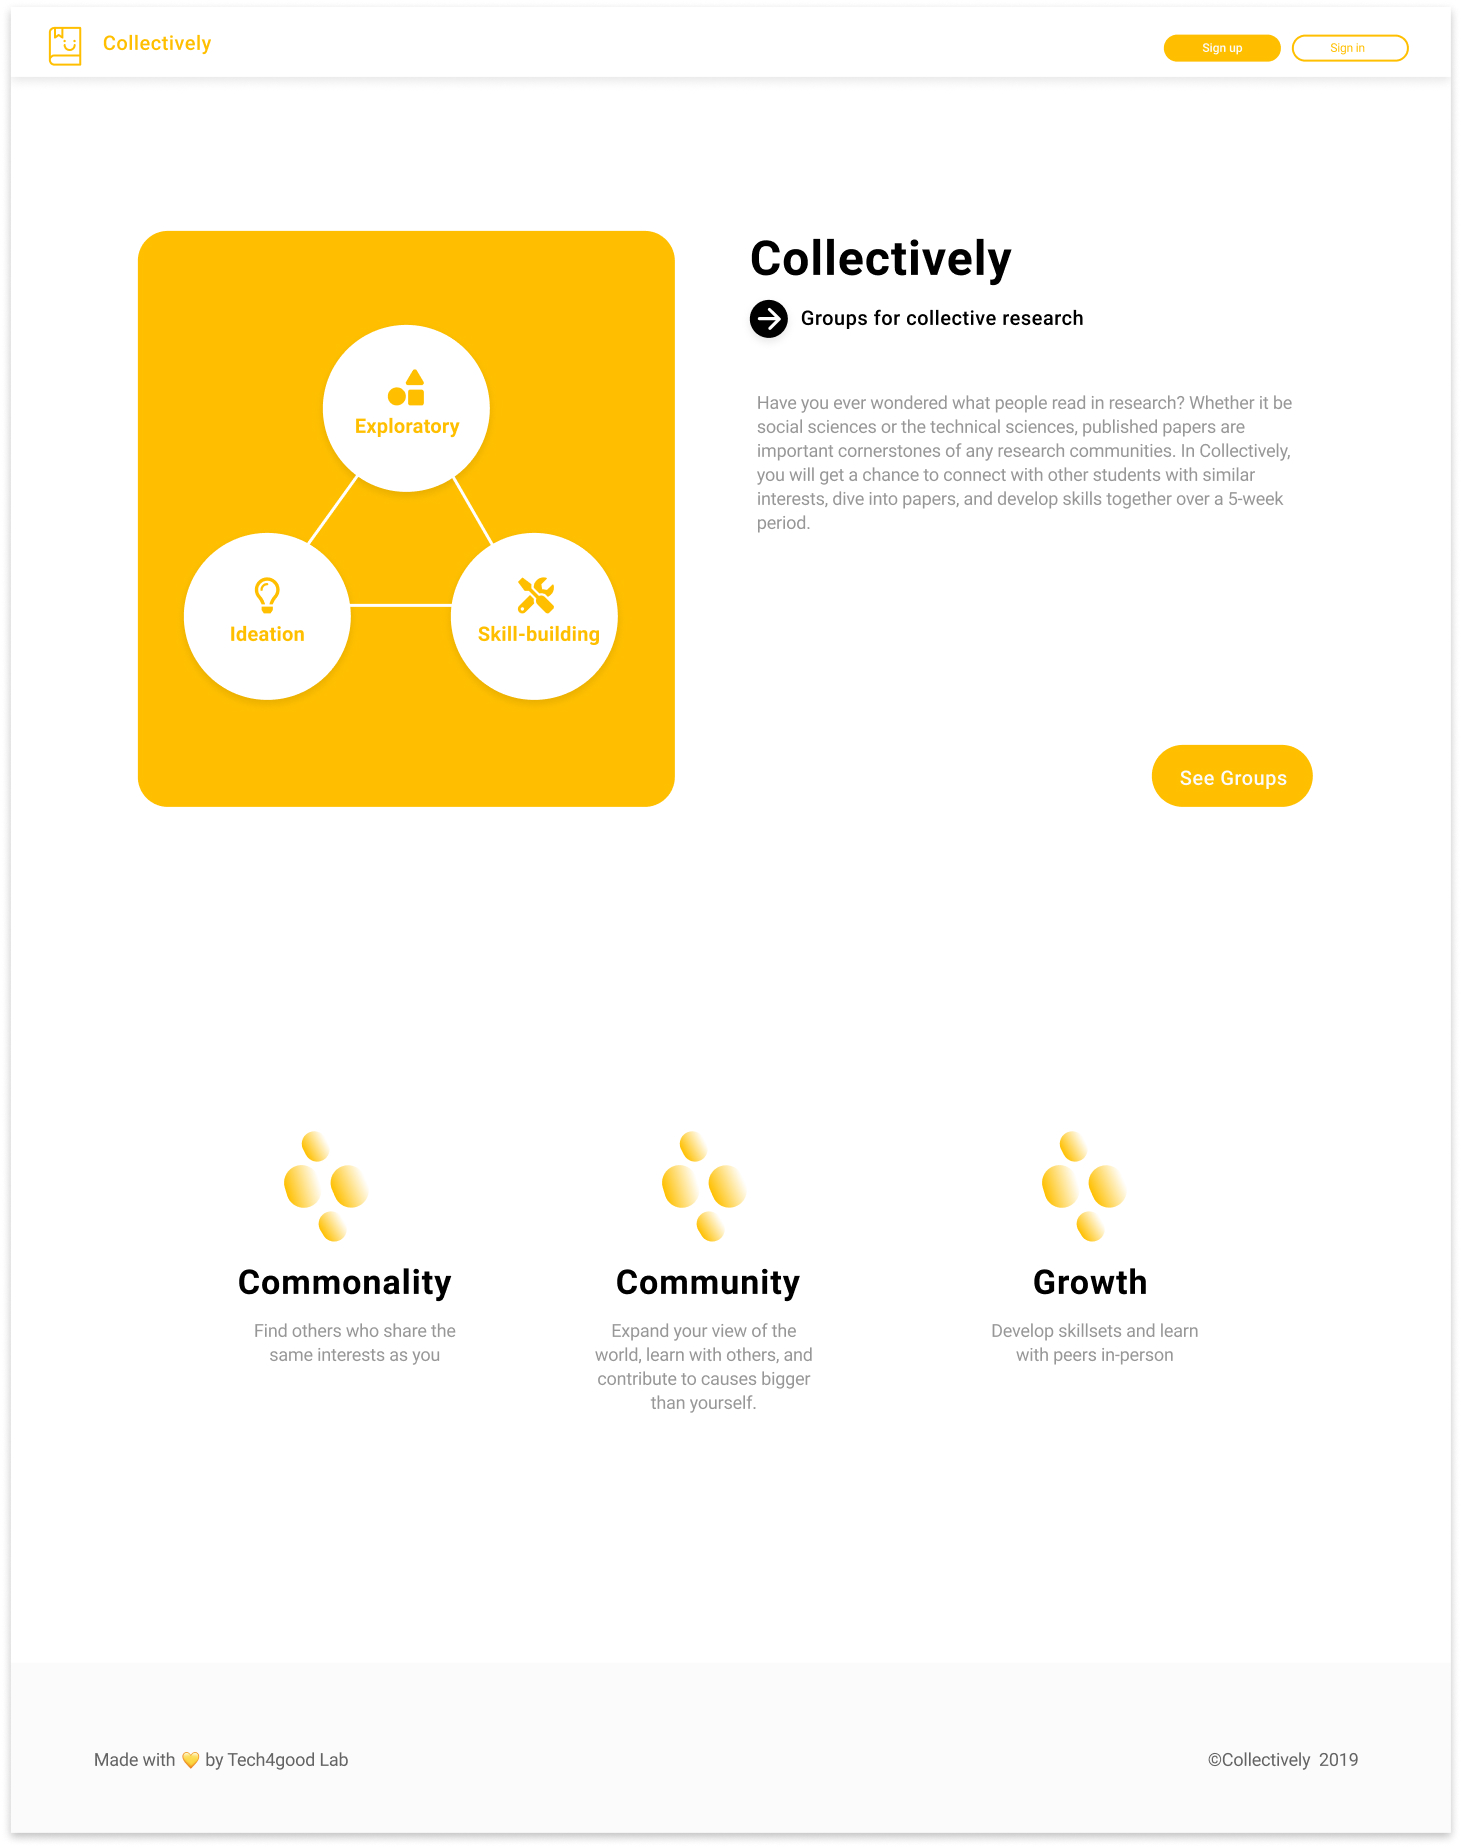 Collectively
Sign up
Sign in
Exploratory
Ideation
Skill-building
Collectively
Groups for collective research
Have you ever wondered what people read in research? Whether it be
social sciences or the technical sciences, published papers are
important cornerstones of any research communities. In Collectively,
you will get a chance to connect with other students with similar
interests, dive into papers, and develop skills together over a 5-week
period.
See Groups
Commonality
Find others who share the
same interests as you
Community
Expand your view of the
world, learn with others, and
contribute to causes bigger
than yourself.
Growth
Develop skillsets and learn
with peers in-person
Made with 💛 by Tech4good Lab
©Collectively 2019